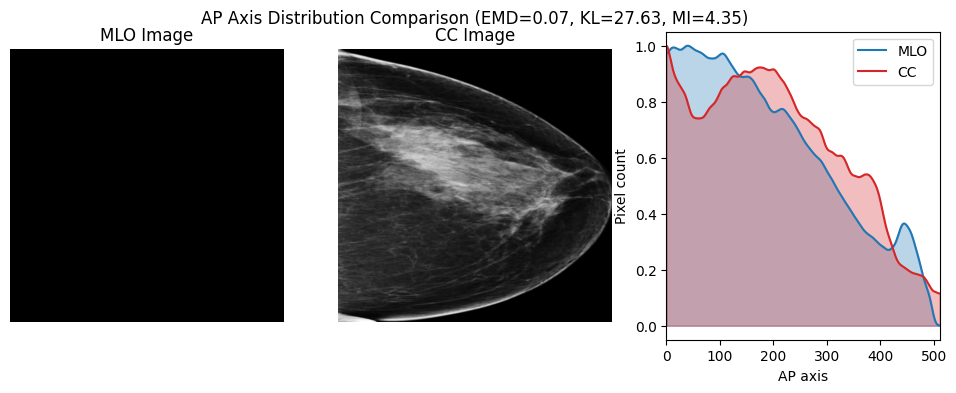 AP Axis Distribution Comparison (EMD=0.07, KL=27.63, MI=4.35)
MLO Image
CC Image
MLO
CC
Pixel count
1.0
0.8
0.6
0.4
0.2
0.0
0 100 200 300 400 500
AP axis